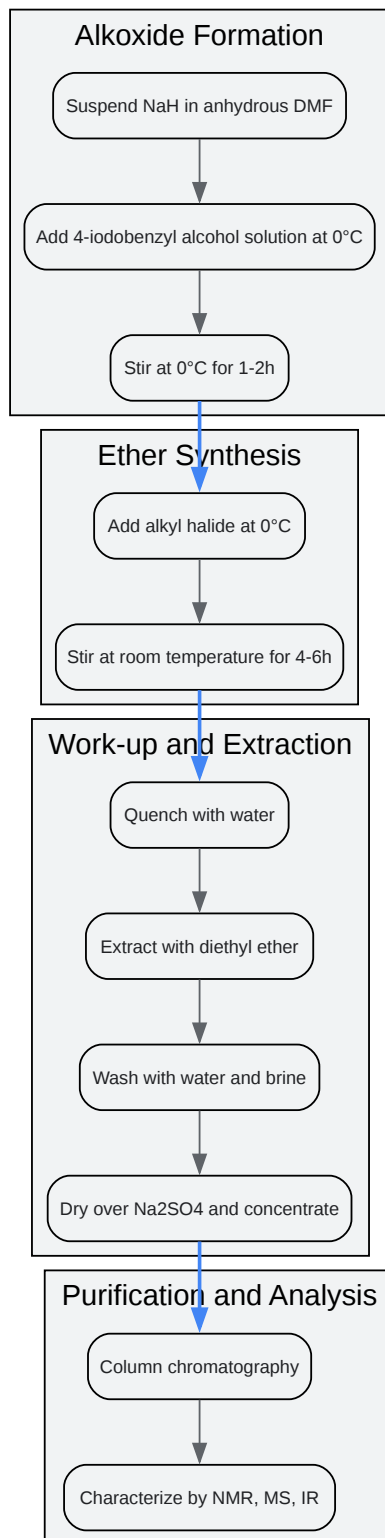 Alkoxide Formation
Suspend NaH in anhydrous DMF
Add 4-iodobenzyl alcohol solution at 0°C
Stir at 0°C for 1-2h
Ether Synthesis
Add alkyl halide at 0°C
Stir at room temperature for 4-6h
Work-up and Extraction
Quench with water
Extract with diethyl ether
Wash with water and brine
Dry over Na2SO4 and concentrate
Purification and Analysis
Column chromatography
Characterize by NMR, MS, IR